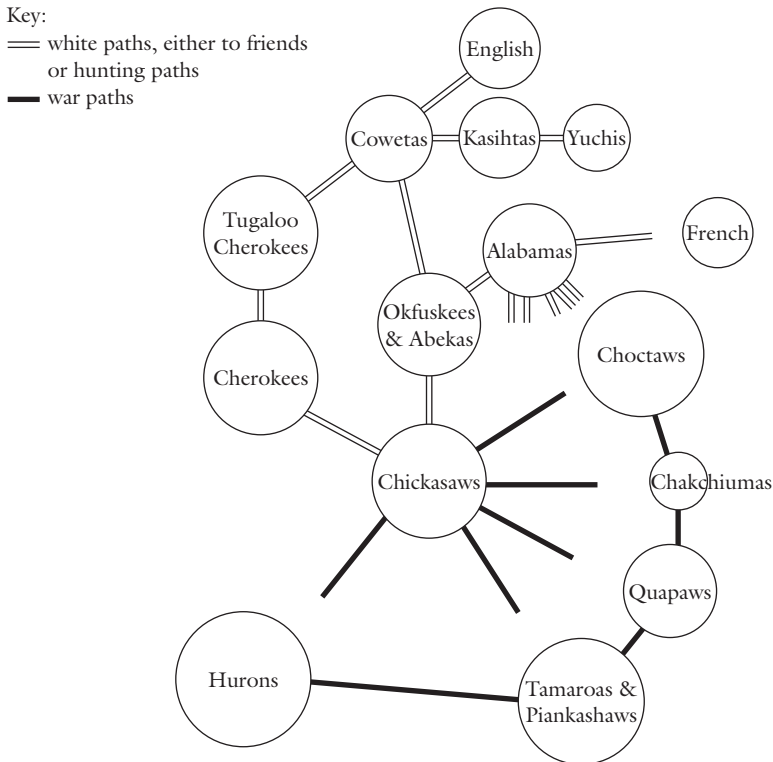 Key:
white paths, either to friends
or hunting paths
war paths
English
Cowetas
Kasihtas
Yuchis
Tugaloo
Cherokees
Alabamas
French
Okfuskees
& Abekas
Choctaws
Cherokees
Chickasaws
Chakchiumas
Quapaws
Hurons
Tamaroas &
Piankashaws